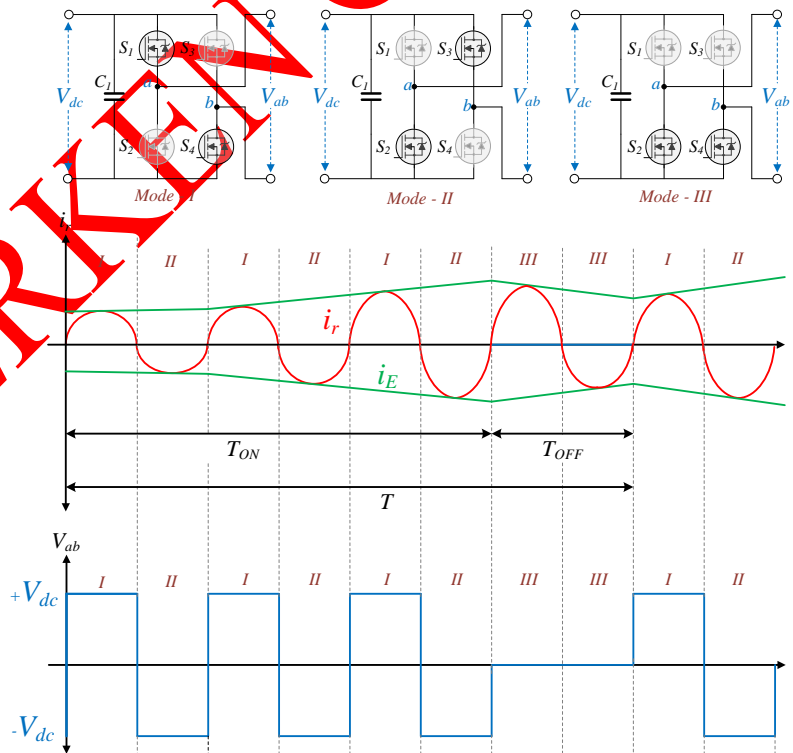 S1 S3
a
Vdc C1 b Vab
S2 S4
Mode - I
S1 S3
a
Vdc C1 b Vab
S2 S4
Mode - II
S1 S3
a
Vdc C1 b Vab
S2 S4
Mode - III
ir
I II I II I II III III I II
ir
iE
TON TOFF
T
Vab
I II I II I II III III I II
+Vdc
-Vdc